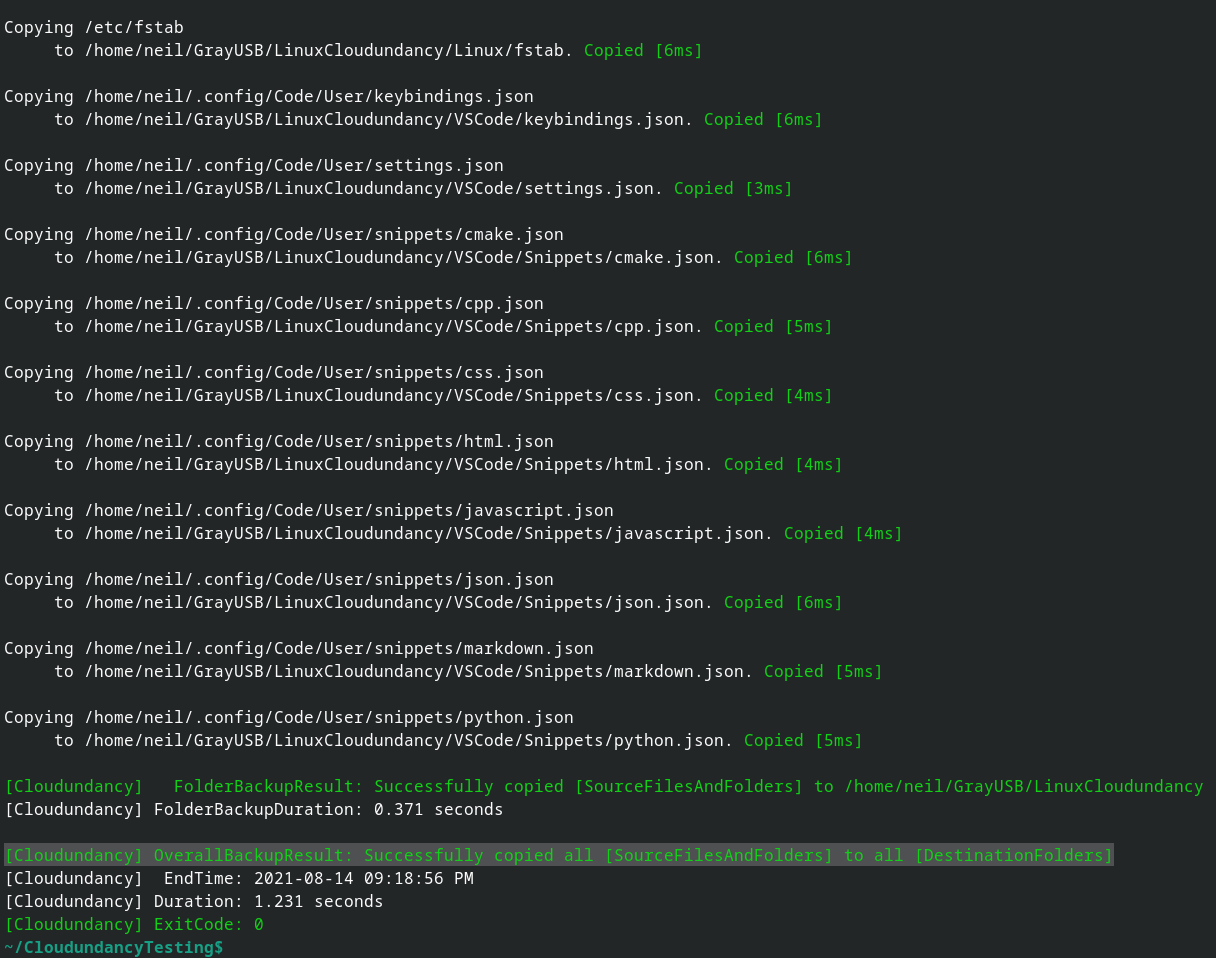 Copying /etc/fstab
     to /home/neil/GrayUSB/LinuxCloudundancy/Linux/fstab. Copied [6ms]
Copying /home/neil/.config/Code/User/keybindings.json
     to /home/neil/GrayUSB/LinuxCloudundancy/VSCode/keybindings.json. Copied [6ms]
Copying /home/neil/.config/Code/User/settings.json
     to /home/neil/GrayUSB/LinuxCloudundancy/VSCode/settings.json. Copied [3ms]
Copying /home/neil/.config/Code/User/snippets/cmake.json
     to /home/neil/GrayUSB/LinuxCloudundancy/VSCode/Snippets/cmake.json. Copied [6ms]
Copying /home/neil/.config/Code/User/snippets/cpp.json
     to /home/neil/GrayUSB/LinuxCloudundancy/VSCode/Snippets/cpp.json. Copied [5ms]
Copying /home/neil/.config/Code/User/snippets/css.json
     to /home/neil/GrayUSB/LinuxCloudundancy/VSCode/Snippets/css.json. Copied [4ms]
Copying /home/neil/.config/Code/User/snippets/html.json
     to /home/neil/GrayUSB/LinuxCloudundancy/VSCode/Snippets/html.json. Copied [4ms]
Copying /home/neil/.config/Code/User/snippets/javascript.json
     to /home/neil/GrayUSB/LinuxCloudundancy/VSCode/Snippets/javascript.json. Copied [4ms]
Copying /home/neil/.config/Code/User/snippets/json.json
     to /home/neil/GrayUSB/LinuxCloudundancy/VSCode/Snippets/json.json. Copied [6ms]
Copying /home/neil/.config/Code/User/snippets/markdown.json
     to /home/neil/GrayUSB/LinuxCloudundancy/VSCode/Snippets/markdown.json. Copied [5ms]
Copying /home/neil/.config/Code/User/snippets/python.json
     to /home/neil/GrayUSB/LinuxCloudundancy/VSCode/Snippets/python.json. Copied [5ms]
[Cloudundancy]   FolderBackupResult: Successfully copied [SourceFilesAndFolders] to /home/neil/GrayUSB/LinuxCloudundancy
[Cloudundancy] FolderBackupDuration: 0.371 seconds
[Cloudundancy] OverallBackupResult: Successfully copied all [SourceFilesAndFolders] to all [DestinationFolders]
[Cloudundancy]  EndTime: 2021-08-14 09:18:56 PM
[Cloudundancy] Duration: 1.231 seconds
[Cloudundancy] ExitCode: 0
~/CloudundancyTesting$